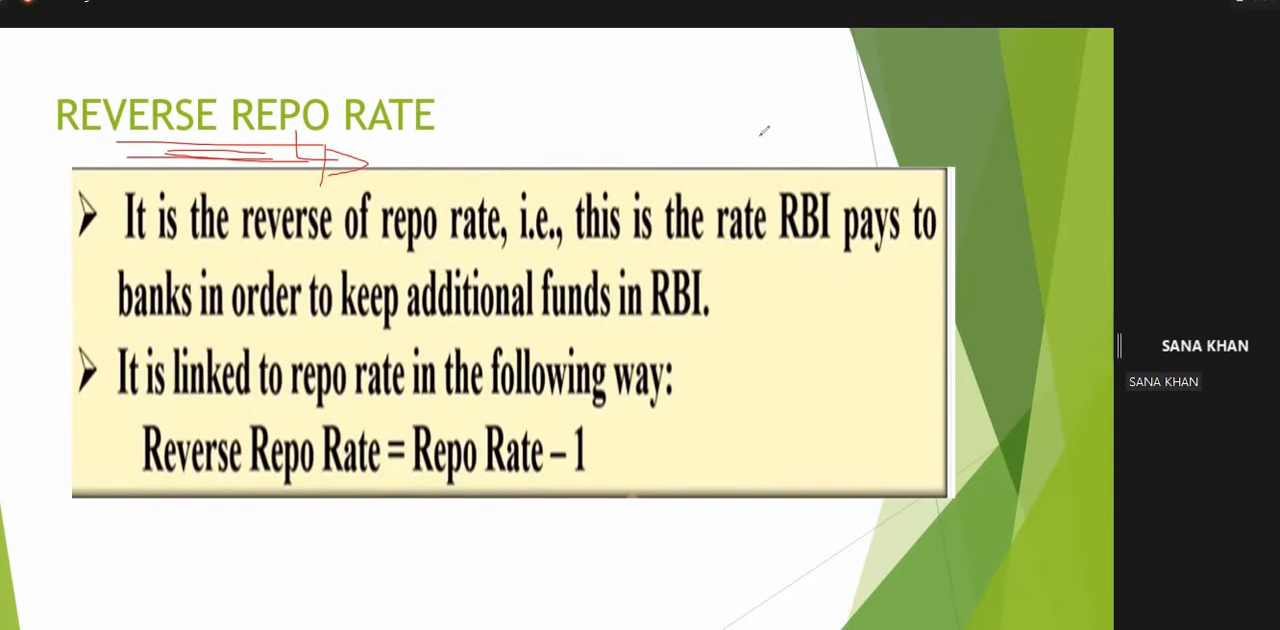 REVERSE REPO RATE
It is the reverse of repo rate, i.e., this is the rate RBI pays to
banks in order to keep additional funds in RBI.
It is linked to repo rate in the following way:
Reverse Repo Rate = Repo Rate – 1
SANA KHAN
SANA KHAN